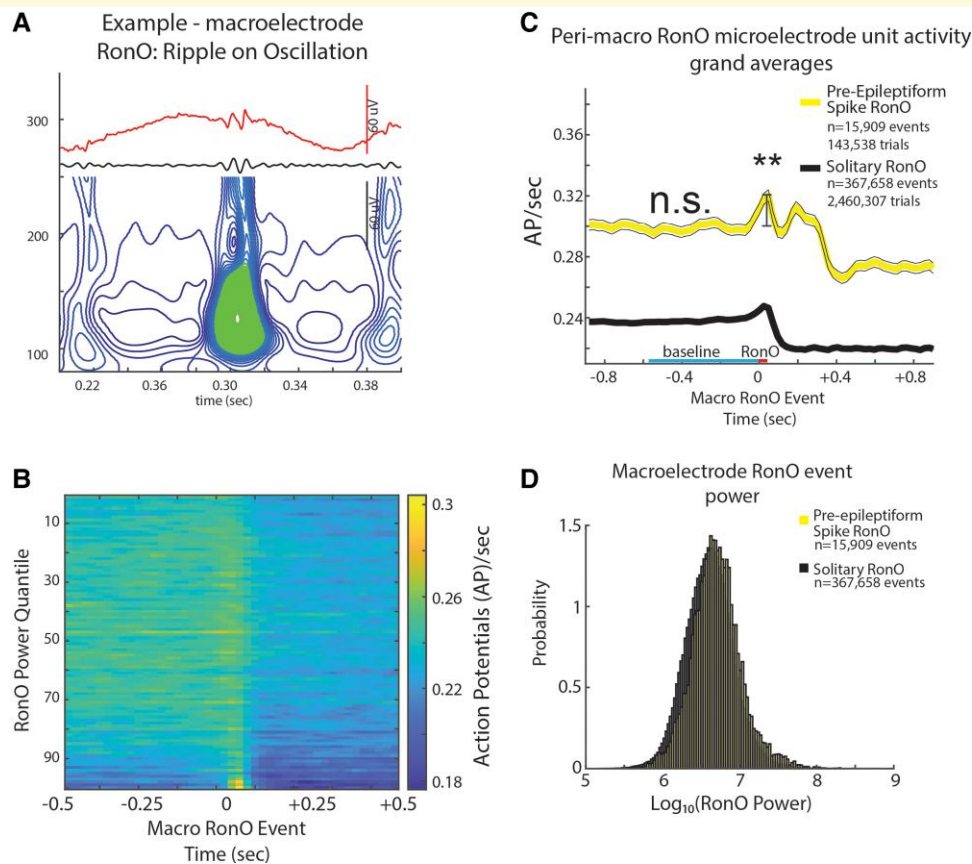 A
Example - macroelectrode
RonO: Ripple on Oscillation
300
200
100
60 uV
60 uV
0.22
0.36
0.30
0.34
0.38
time (sec)
B
RonO Power Quantile
10
30
50
70
90
-0.5
-0.25
0
+0.25
+0.5
Macro RonO Event
Time (sec)
0.3
0.26
0.22
0.18
Action Potentials (AP)/sec
C
Peri-macro RonO microelectrode unit activity
grand averages
Pre-Epileptiform
Spike RonO
n=15,909 events
143,538 trials
Solitary RonO
n=367,658 events
2,460,307 trials
AP/sec
0.36
0.32
0.28
0.24
n.s.
**
baseline
RonO
-0.8
-0.4
0
+0.4
+0.8
Macro RonO Event
Time (sec)
D
Macroelectrode RonO event
power
Pre-epileptiform
Spike RonO
n=15,909 events
Solitary RonO
n=367,658 events
Probability
1.5
1
0.5
0
5
6
7
8
9
Log₁₀(RonO Power)